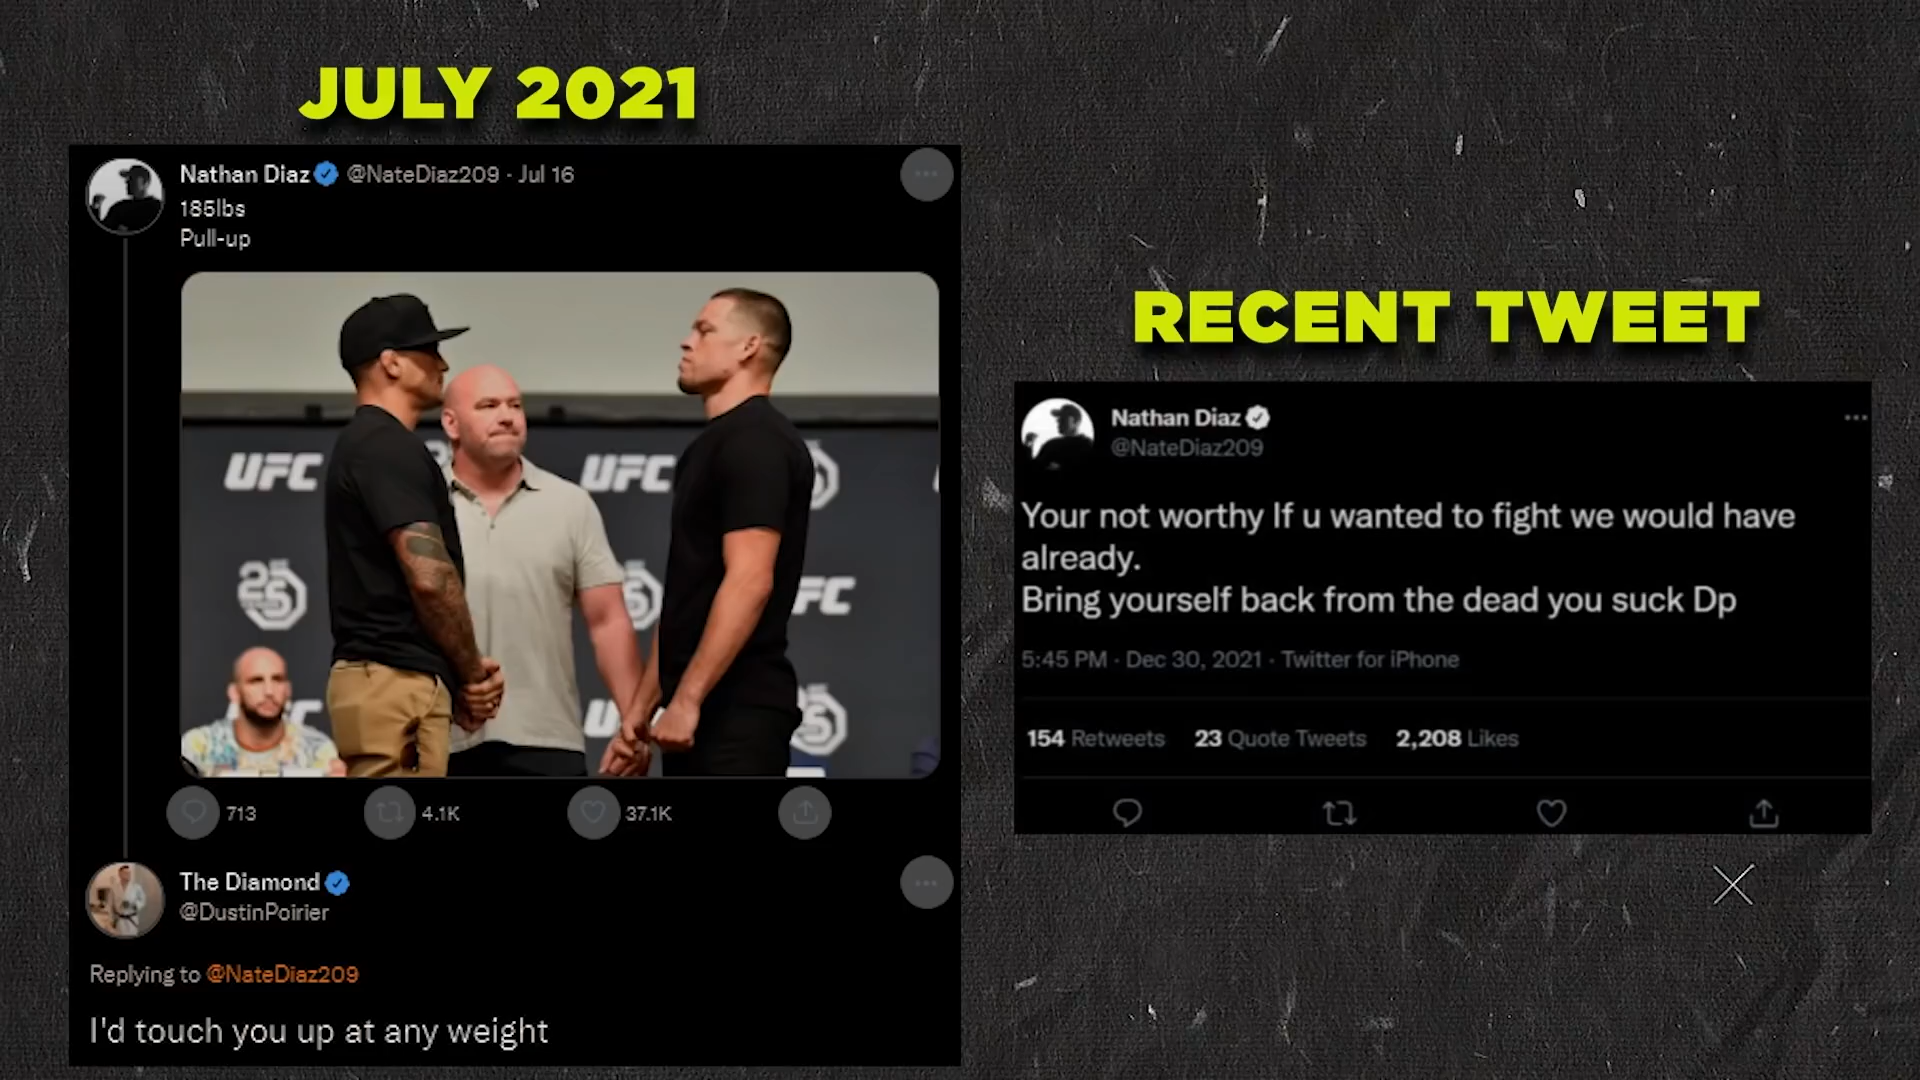 JULY 2021
Nathan Diaz @NateDiaz209 · Jul 16
185lbs
Pull-up
UFC
UFC
25
FC
UFC
713
4.1K
37.1K
The Diamond
@DustinPoirier
Replying to @NateDiaz209
I'd touch you up at any weight
RECENT TWEET
Nathan Diaz
@NateDiaz209
Your not worthy If u wanted to fight we would have
already.
Bring yourself back from the dead you suck Dp
5:45 PM · Dec 30, 2021 · Twitter for iPhone
154 Retweets 23 Quote Tweets 2,208 Likes